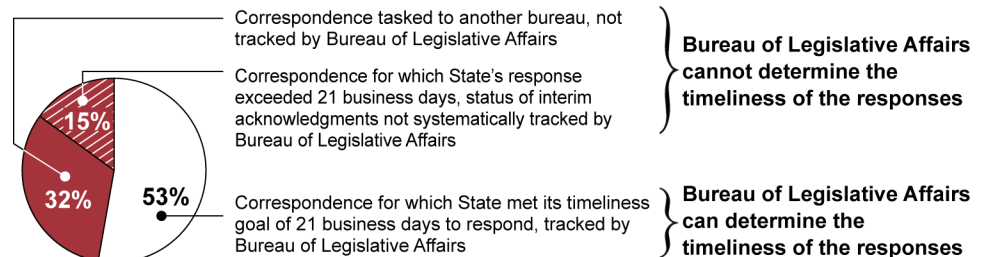 Correspondence tasked to another bureau, not
tracked by Bureau of Legislative Affairs
Bureau of Legislative Affairs
cannot determine the
timeliness of the responses
Correspondence for which State's response
exceeded 21 business days, status of interim
acknowledgments not systematically tracked by
Bureau of Legislative Affairs
15%
32%
53%
Correspondence for which State met its timeliness
goal of 21 business days to respond, tracked by
Bureau of Legislative Affairs
Bureau of Legislative Affairs
can determine the
timeliness of the responses